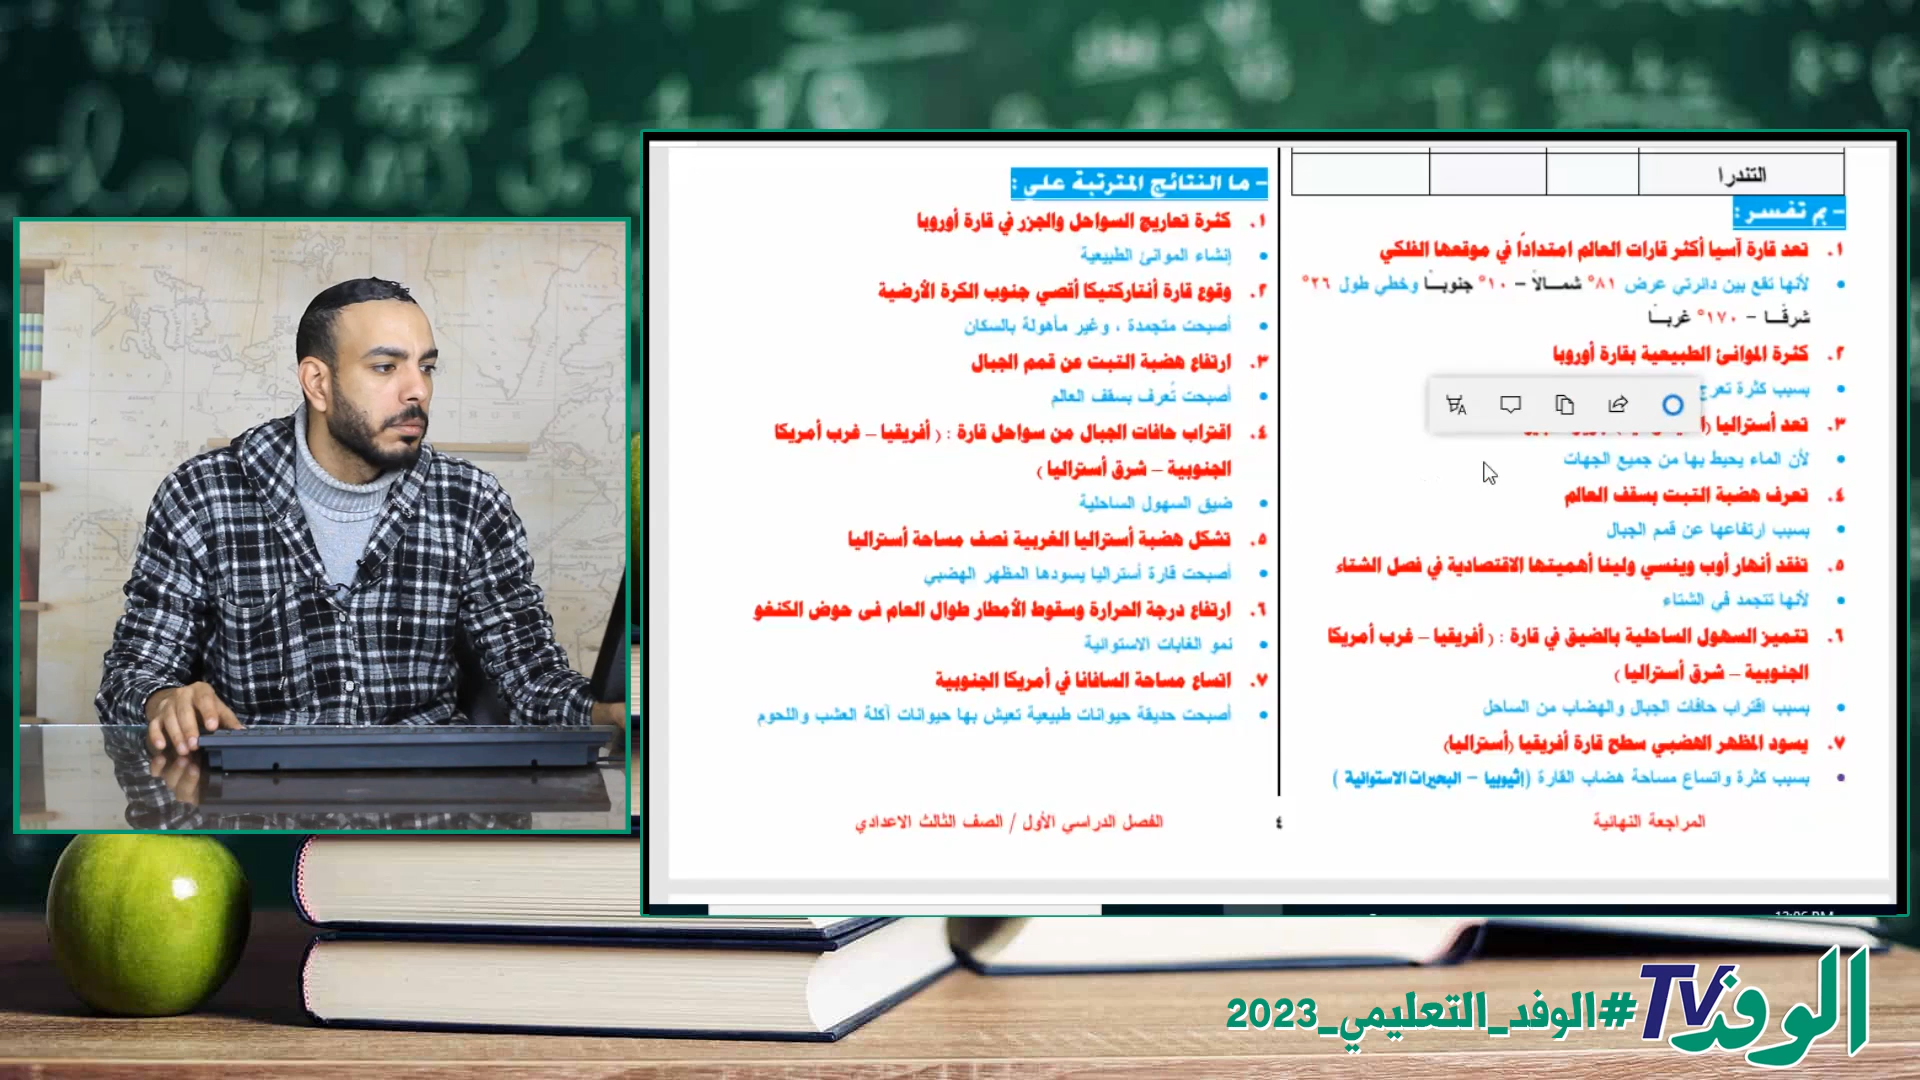 التندرا
- بم تفسر :
١. تعد قارة آسيا أكثر قارات العالم امتدادًا في موقعها الفلكي
• لأنها تقع بين دائرتي عرض ٨١° شمـــالًا – ١٠° جنوبـــًا وخطي طول ٢٦°
شرقًـــا – ١٧٠° غربـــًا
٢. كثرة الموانئ الطبيعية بقارة أوروبا
• بسبب كثرة تعرج
٣. تعد أستراليا
• لأن الماء يحيط بها من جميع الجهات
٤. تعرف هضبة التبت بسقف العالم
• بسبب ارتفاعها عن قمم الجبال
٥. تفقد أنهار أوب وينسي ولينا أهميتها الاقتصادية في فصل الشتاء
• لأنها تتجمد في الشتاء
٦. تتميز السهول الساحلية بالضيق في قارة : ( أفريقيا – غرب أمريكا
الجنوبية – شرق أستراليا )
• بسبب اقتراب حافات الجبال والهضاب من الساحل
٧. يسود المظهر الهضبي سطح قارة أفريقيا (أستراليا)
• بسبب كثرة واتساع مساحة هضاب القارة (إثيوبيا – البحيرات الاستوائية )
- ما النتائج المترتبة على :
١. كثرة تعاريج السواحل والجزر في قارة أوروبا
• إنشاء الموانئ الطبيعية
٢. وقوع قارة أنتاركتيكا أقصي جنوب الكرة الأرضية
• أصبحت متجمدة ، وغير مأهولة بالسكان
٣. ارتفاع هضبة التبت عن قمم الجبال
• أصبحت تُعرف بسقف العالم
٤. اقتراب حافات الجبال من سواحل قارة : ( أفريقيا – غرب أمريكا
الجنوبية – شرق أستراليا )
• ضيق السهول الساحلية
٥. تشكل هضبة أستراليا الغربية نصف مساحة أستراليا
• أصبحت قارة أستراليا يسودها المظهر الهضبي
٦. ارتفاع درجة الحرارة وسقوط الأمطار طوال العام فى حوض الكنغو
• نمو الغابات الاستوائية
٧. اتساع مساحة السافانا في أمريكا الجنوبية
• أصبحت حديقة حيوانات طبيعية تعيش بها حيوانات آكلة العشب واللحوم
المراجعة النهائية
٤
الفصل الدراسي الأول / الصف الثالث الاعدادي
الوفد TV
#الوفد_التعليمي_2023